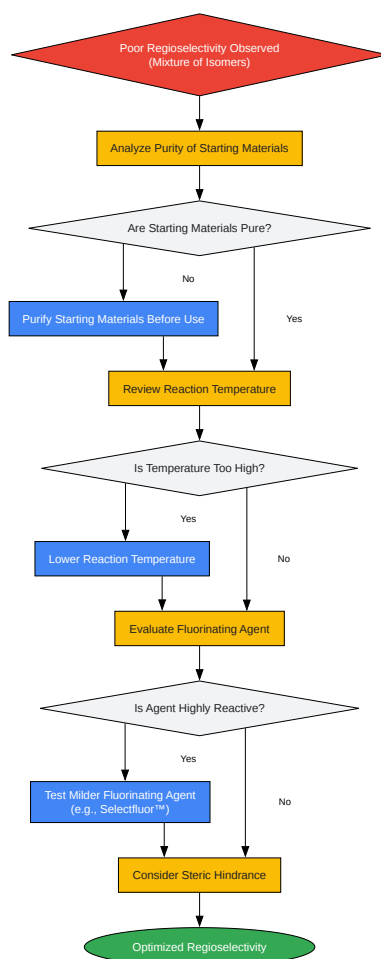 Poor Regioselectivity Observed
(Mixture of Isomers)
Analyze Purity of Starting Materials
Are Starting Materials Pure?
No
Purify Starting Materials Before Use
Yes
Review Reaction Temperature
Is Temperature Too High?
Yes
Lower Reaction Temperature
No
Evaluate Fluorinating Agent
Is Agent Highly Reactive?
Yes
Test Milder Fluorinating Agent
(e.g., Selectfluor™)
No
Consider Steric Hindrance
Optimized Regioselectivity